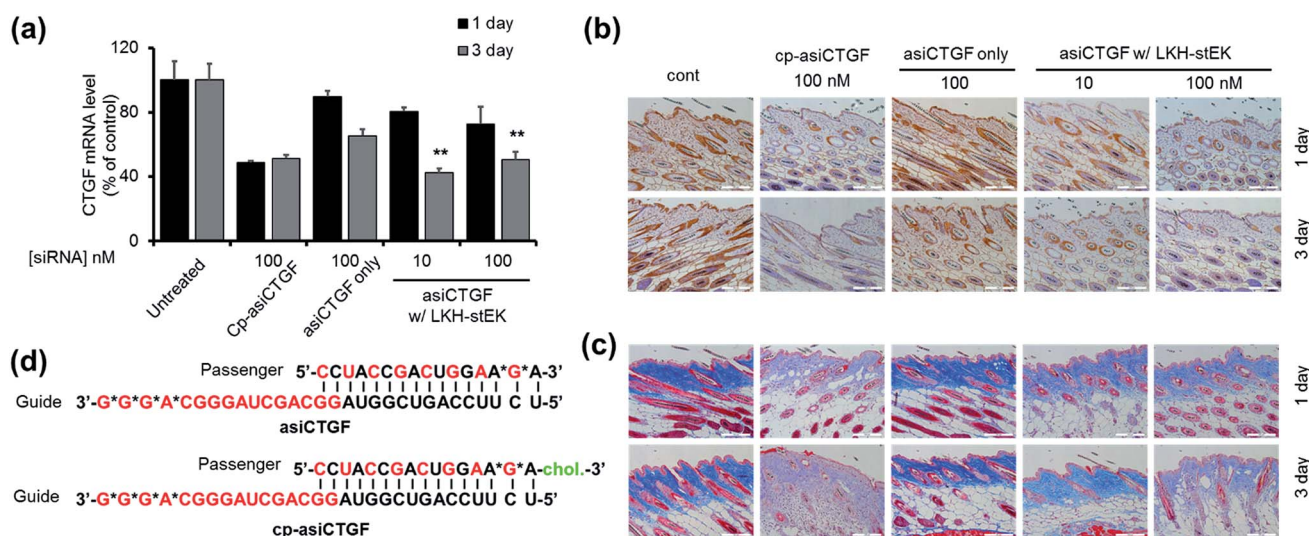 (a)
1 day
3 day
120
80
40
0
CTGF mRNA level
(% of control)
**
**
[siRNA] nM
100
100
10
100
Untreated
Cp-asiCTGF
asiCTGF only
asiCTGF
w/ LKH-stEK
(b)
cont
cp-asiCTGF
100 nM
asiCTGF only
100
asiCTGF w/ LKH-stEK
10
100 nM
1 day
3 day
(c)
1 day
3 day
(d)
Passenger 5'-CCUACCGACUGGAA*G*A-3'
Guide 3'-G*G*G*A*CGGGAUCGACGGAUGGCUGACCUU C U-5'
asiCTGF
Passenger 5'-CCUACCGACUGGAA*G*A-chol.-3'
Guide 3'-G*G*G*A*CGGGAUCGACGGAUGGCUGACCUU C U-5'
cp-asiCTGF